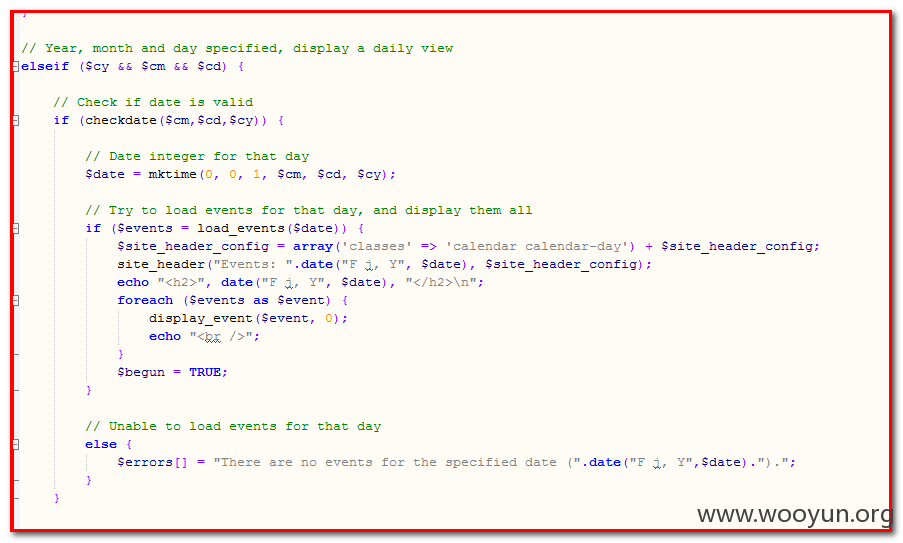 }
// Year, month and day specified, display a daily view
elseif ($cy && $cm && $cd) {
// Check if date is valid
if (checkdate($cm,$cd,$cy)) {
// Date integer for that day
$date = mktime(0, 0, 1, $cm, $cd, $cy);
// Try to load events for that day, and display them all
if ($events = load_events($date)) {
$site_header_config = array('classes' => 'calendar calendar-day') + $site_header_config;
site_header("Events: ".date("F j, Y", $date), $site_header_config);
echo "<h2>", date("F j, Y", $date), "</h2>\n";
foreach ($events as $event) {
display_event($event, 0);
echo "<br />";
}
$begun = TRUE;
}
// Unable to load events for that day
else {
$errors[] = "There are no events for the specified date (".date("F j, Y",$date).").";
}
}
www.wooyun.org